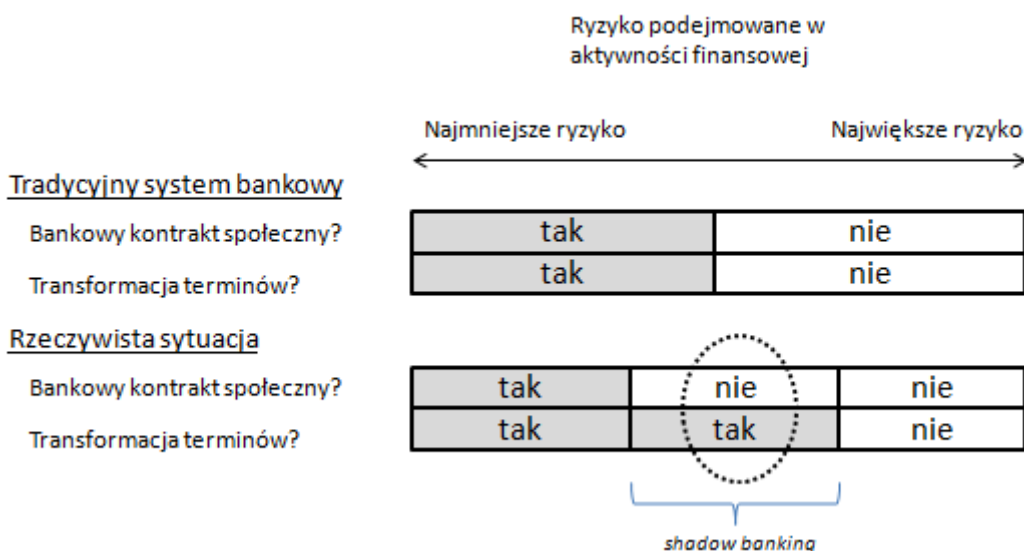 Ryzyko podejmowane w
aktywności finansowej
Najmniejsze ryzyko Największe ryzyko
Tradycyjny system bankowy
Bankowy kontrakt społeczny? tak nie
Transformacja terminów? tak nie
Rzeczywista sytuacja
Bankowy kontrakt społeczny? tak nie nie
Transformacja terminów? tak tak nie
shadow banking